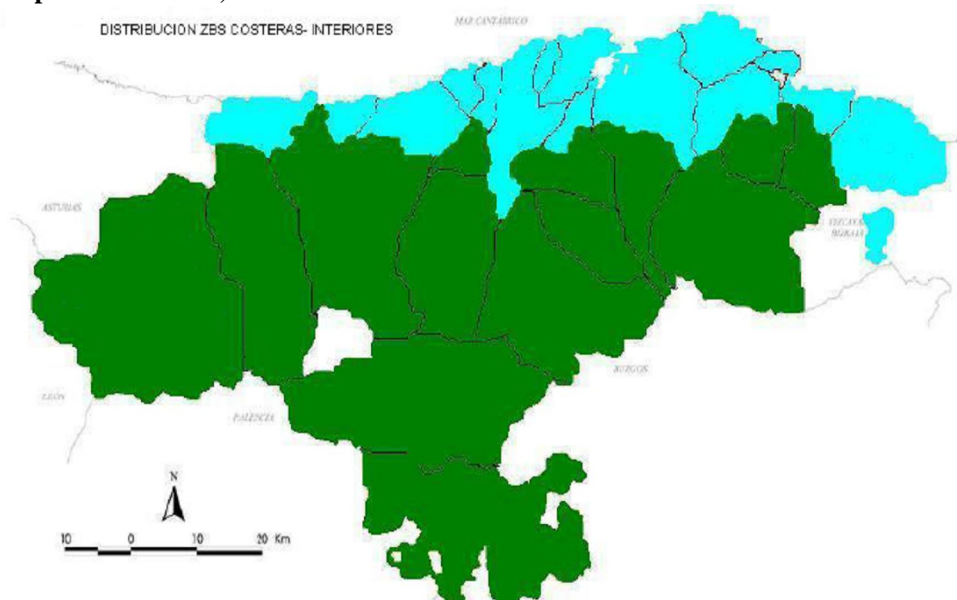 MAR CANTÁBRICO
DISTRIBUCION ZBS COSTERAS- INTERIORES
ASTURIAS
VIZCAYA
BURGOS
LEÓN
PALENCIA
N
10 0 10 20 Km